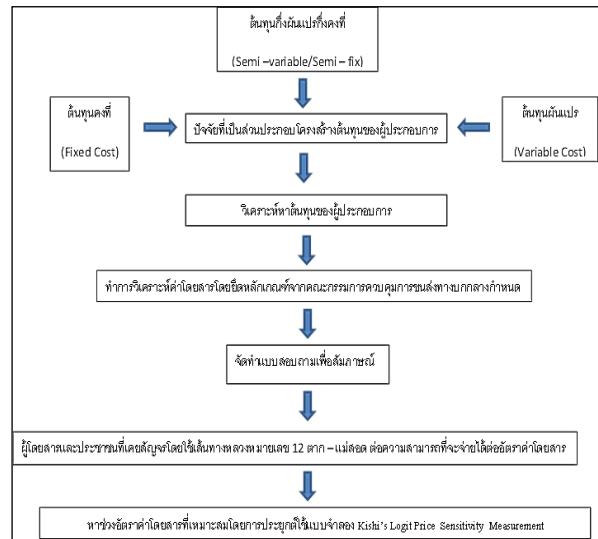 ต้นทุนกึ่งผันแปรกึ่งคงที่
(Semi –variable/Semi – fix)
ต้นทุนคงที่
(Fixed Cost)
ปัจจัยที่เป็นส่วนประกอบโครงสร้างต้นทุนของผู้ประกอบการ
ต้นทุนผันแปร
(Variable Cost)
วิเคราะห์หาต้นทุนของผู้ประกอบการ
ทำการวิเคราะห์ค่าโดยสารโดยยึดหลักเกณฑ์จากคณะกรรมการควบคุมการขนส่งทางบกกลางกำหนด
จัดทำแบบสอบถามเพื่อสัมภาษณ์
ผู้โดยสารและประชาชนที่เคยสัญจรโดยใช้เส้นทางหลวงหมายเลข 12 ตาก – แม่สอด ต่อความสามารถที่จะจ่ายได้ต่ออัตราค่าโดยสาร
หาช่วงอัตราค่าโดยสารที่เหมาะสมโดยการประยุกต์ใช้แบบจำลอง Kishi's Logit Price Sensitivity Measurement